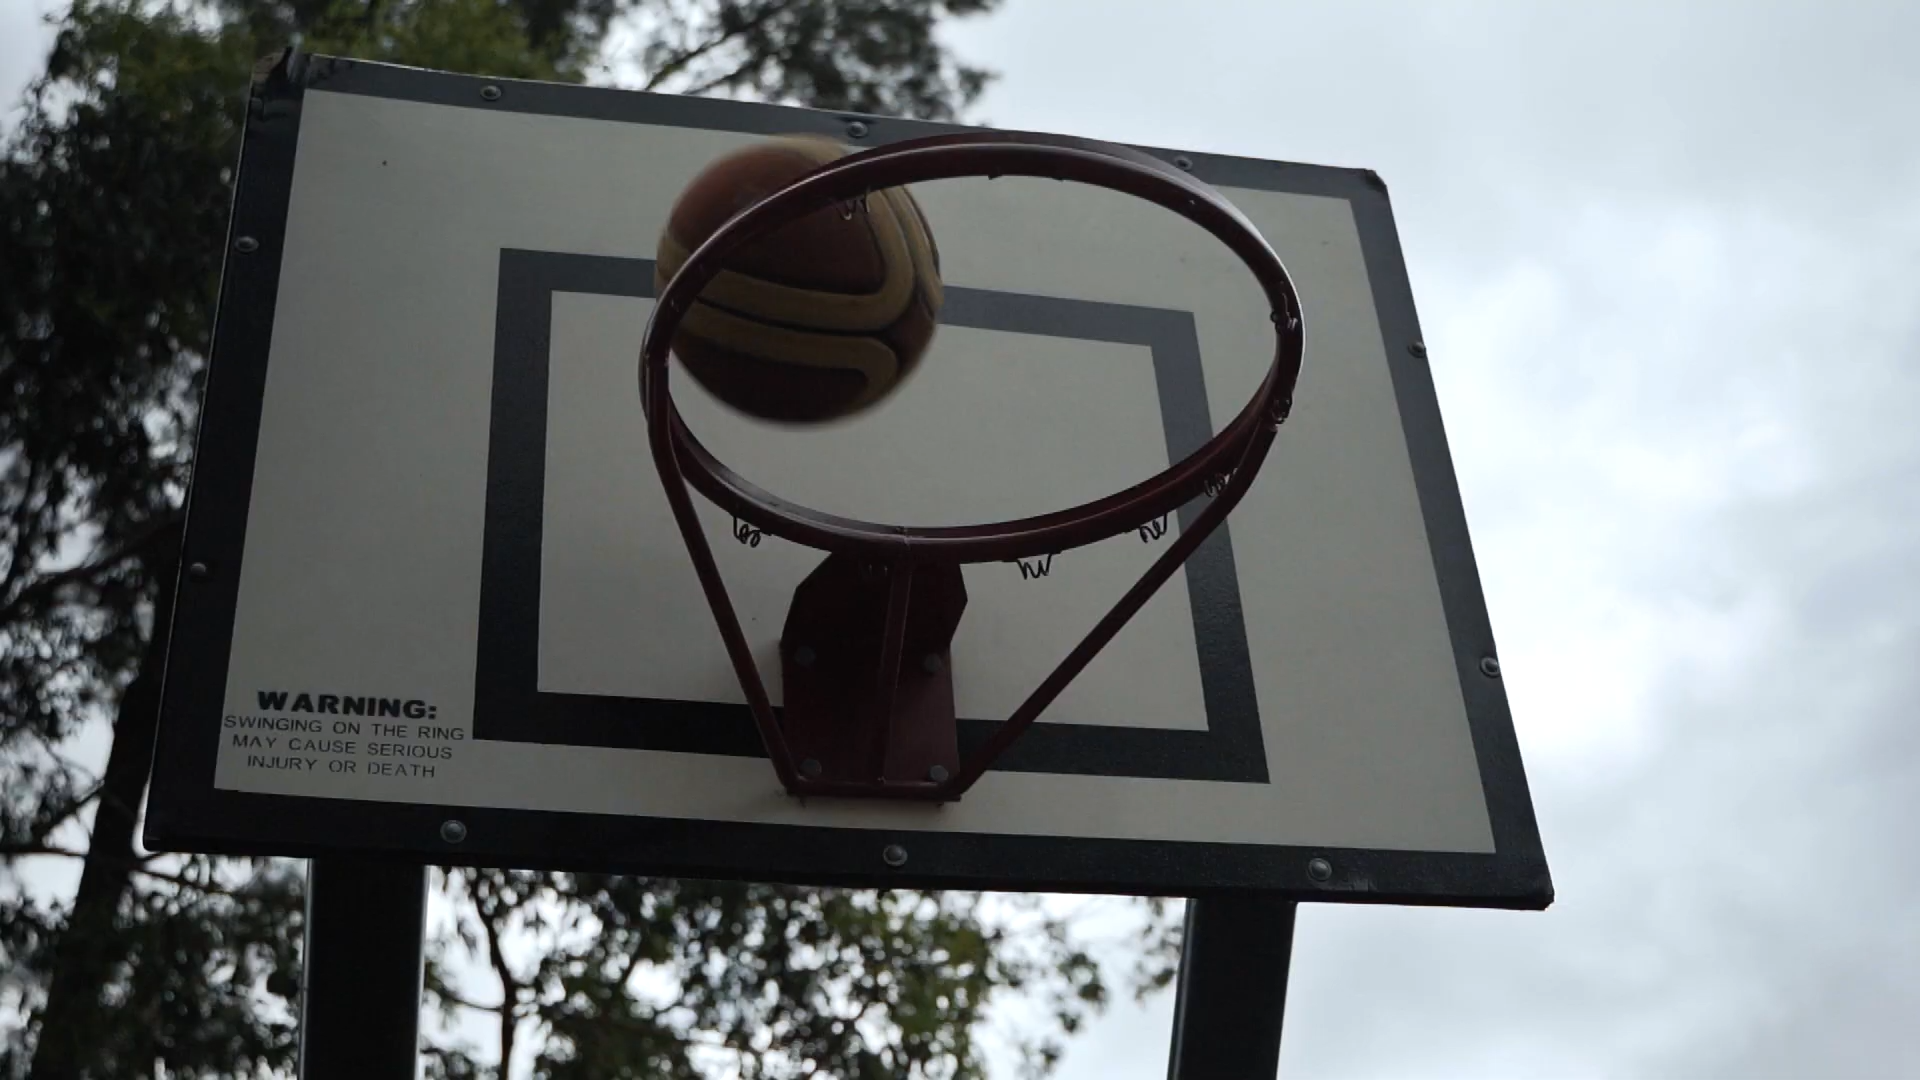 WARNING:
SWINGING ON THE RING
MAY CAUSE SERIOUS
INJURY OR DEATH